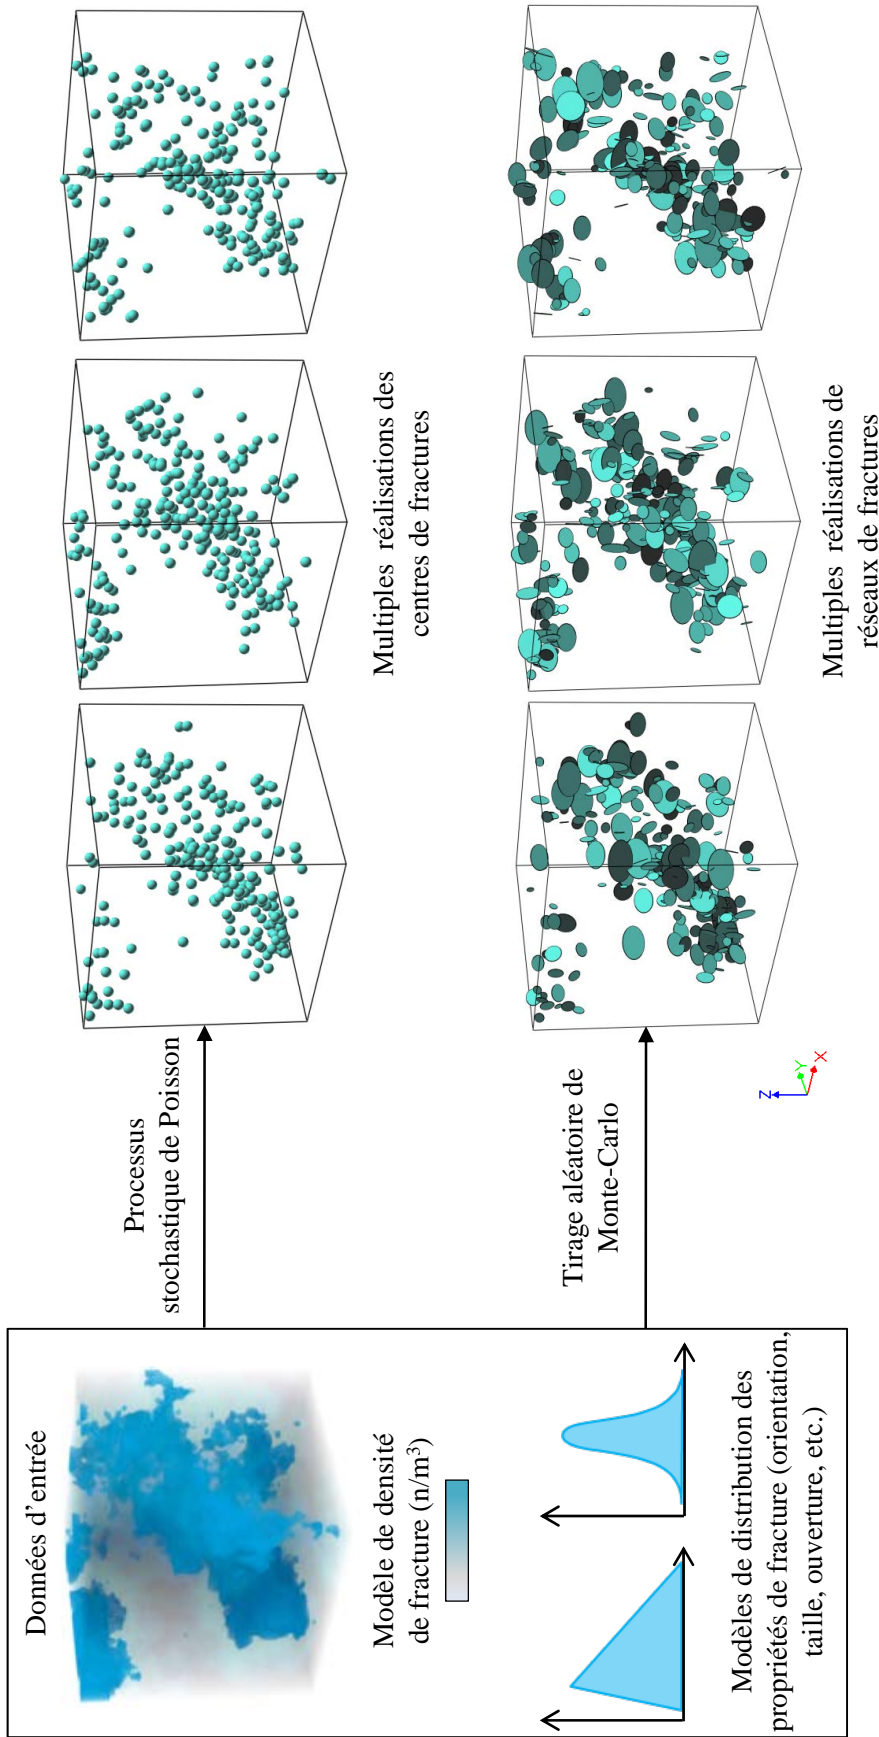 Données d'entrée
Modèle de densité
de fracture (n/m³)
Modèles de distribution des
propriétés de fracture (orientation,
taille, ouverture, etc.)
Processus
stochastique de Poisson
Tirage aléatoire de
Monte-Carlo
Z
Y
X
Multiples réalisations des
centres de fractures
Multiples réalisations de
réseaux de fractures